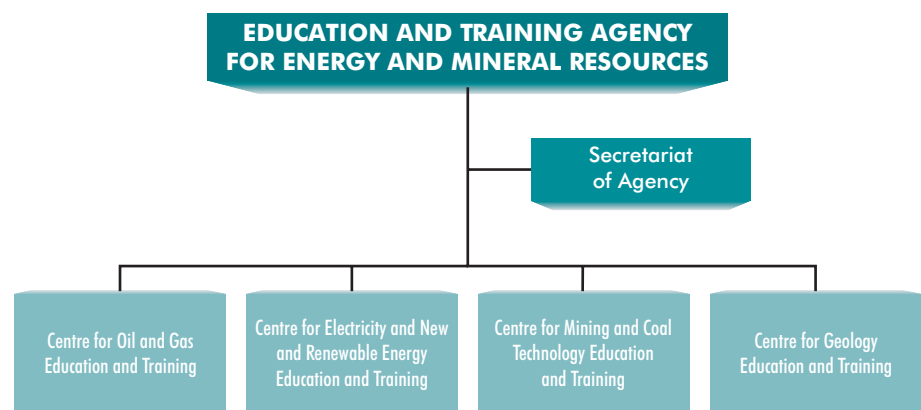 EDUCATION AND TRAINING AGENCY
FOR ENERGY AND MINERAL RESOURCES
Secretariat
of Agency
Centre for Oil and Gas
Education and Training
Centre for Electricity and New
and Renewable Energy
Education and Training
Centre for Mining and Coal
Technology Education
and Training
Centre for Geology
Education and Training